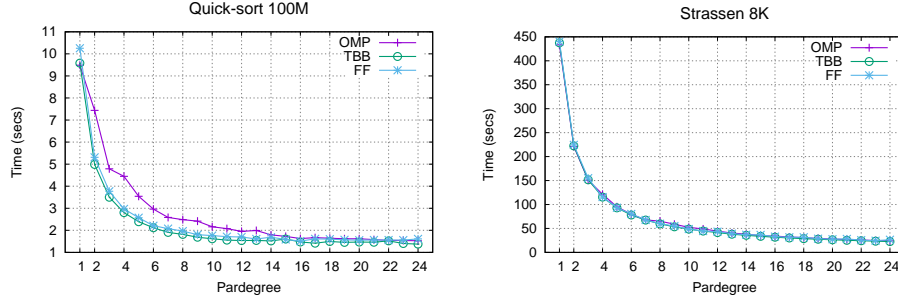 Quick-sort 100M
11
10
9
8
7
6
5
4
3
2
1
Time (secs)
OMP
TBB
FF
1 2 4 6 8 10 12 14 16 18 20 22 24
Pardegree
Strassen 8K
450
400
350
300
250
200
150
100
50
0
Time (secs)
OMP
TBB
FF
1 2 4 6 8 10 12 14 16 18 20 22 24
Pardegree